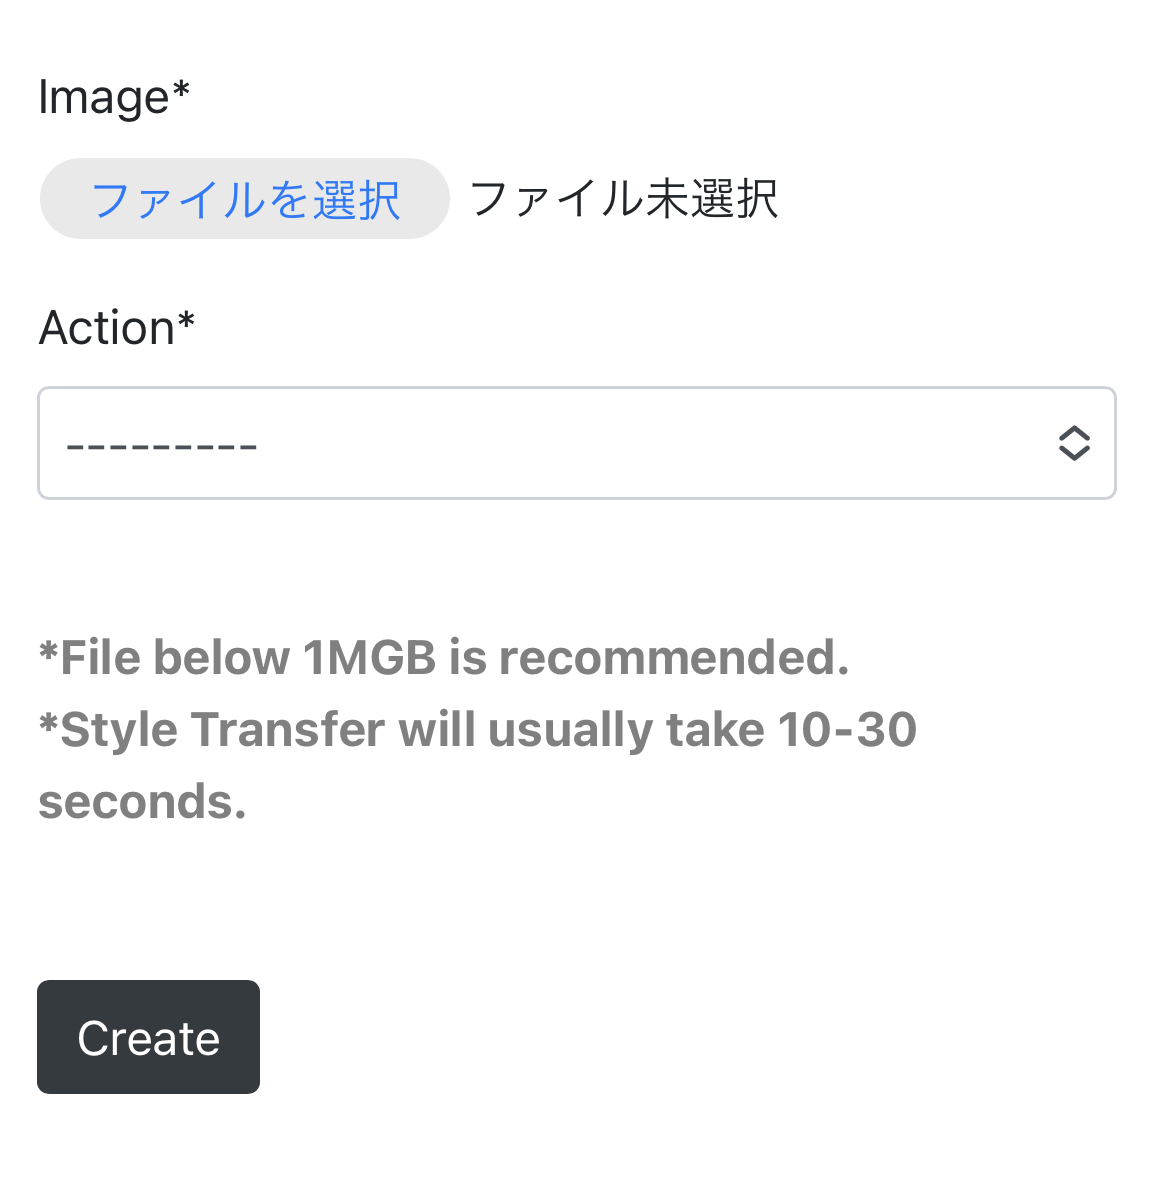 Image*
ファイルを選択 ファイル未選択
Action*
---------
*File below 1MGB is recommended.
*Style Transfer will usually take 10-30
seconds.
Create